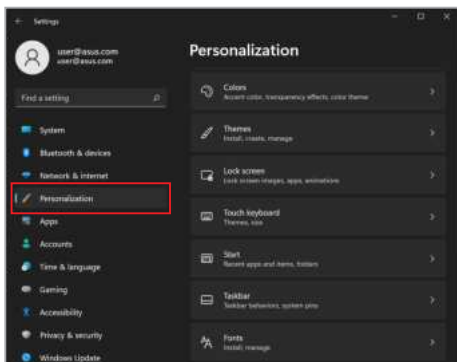 Settings
user@asus.com
user@asus.com
Find a setting
System
Bluetooth & devices
Network & internet
Personalization
Apps
Accounts
Time & language
Gaming
Accessibility
Privacy & security
Windows Update
Personalization
Colors
Accent color, transparency effects, color theme
Themes
Install, create, manage
Lock screen
Lock screen images, apps, animations
Touch keyboard
Themes, size
Start
Recent apps and items, folders
Taskbar
Taskbar behaviors, system pins
Fonts
Install, manage